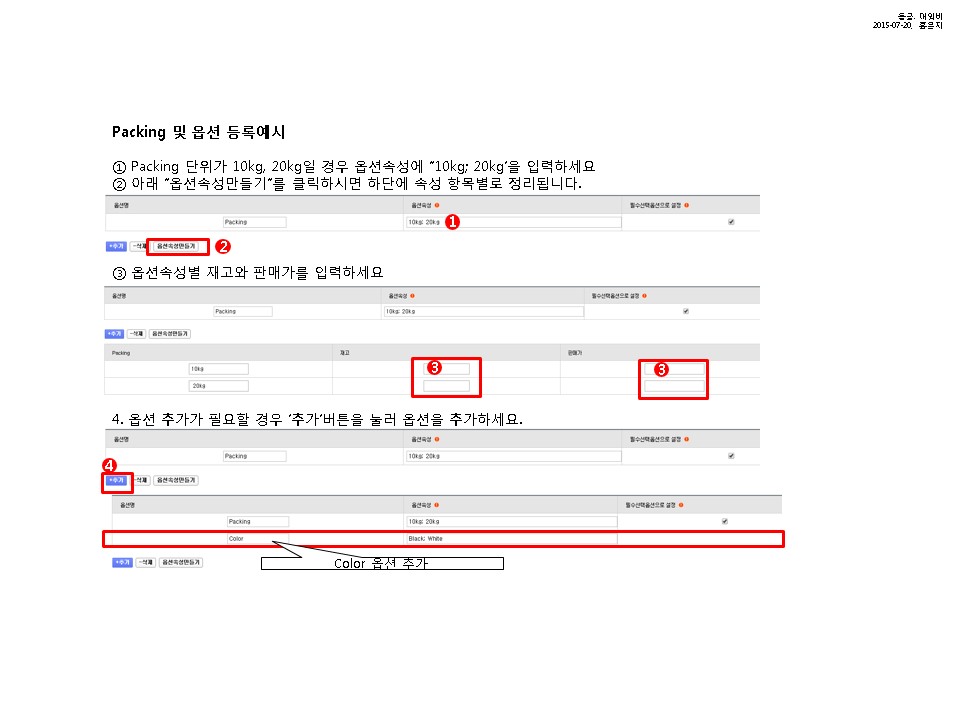 2015-07-20, 홍은지
Packing 및 옵션 등록예시
① Packing 단위가 10kg, 20kg일 경우 옵션속성에 “10kg; 20kg’을 입력하세요
② 아래 “옵션속성만들기”를 클릭하시면 하단에 속성 항목별로 정리됩니다.
옵션명 옵션속성 필수선택옵션으로 설정
Packing 10kg; 20kg 1
+추가 -삭제 옵션속성만들기 2
③ 옵션속성별 재고와 판매가를 입력하세요
옵션명 옵션속성 필수선택옵션으로 설정
Packing 10kg; 20kg
+추가 -삭제 옵션속성만들기
Packing 재고 판매가
10kg 3 3
20kg
4. 옵션 추가가 필요할 경우 ‘추가’버튼을 눌러 옵션을 추가하세요.
옵션명 옵션속성 필수선택옵션으로 설정
Packing 10kg; 20kg
4
+추가 -삭제 옵션속성만들기
옵션명 옵션속성 필수선택옵션으로 설정
Packing 10kg; 20kg
Color Black; White
+추가 -삭제 옵션속성만들기
Color 옵션 추가